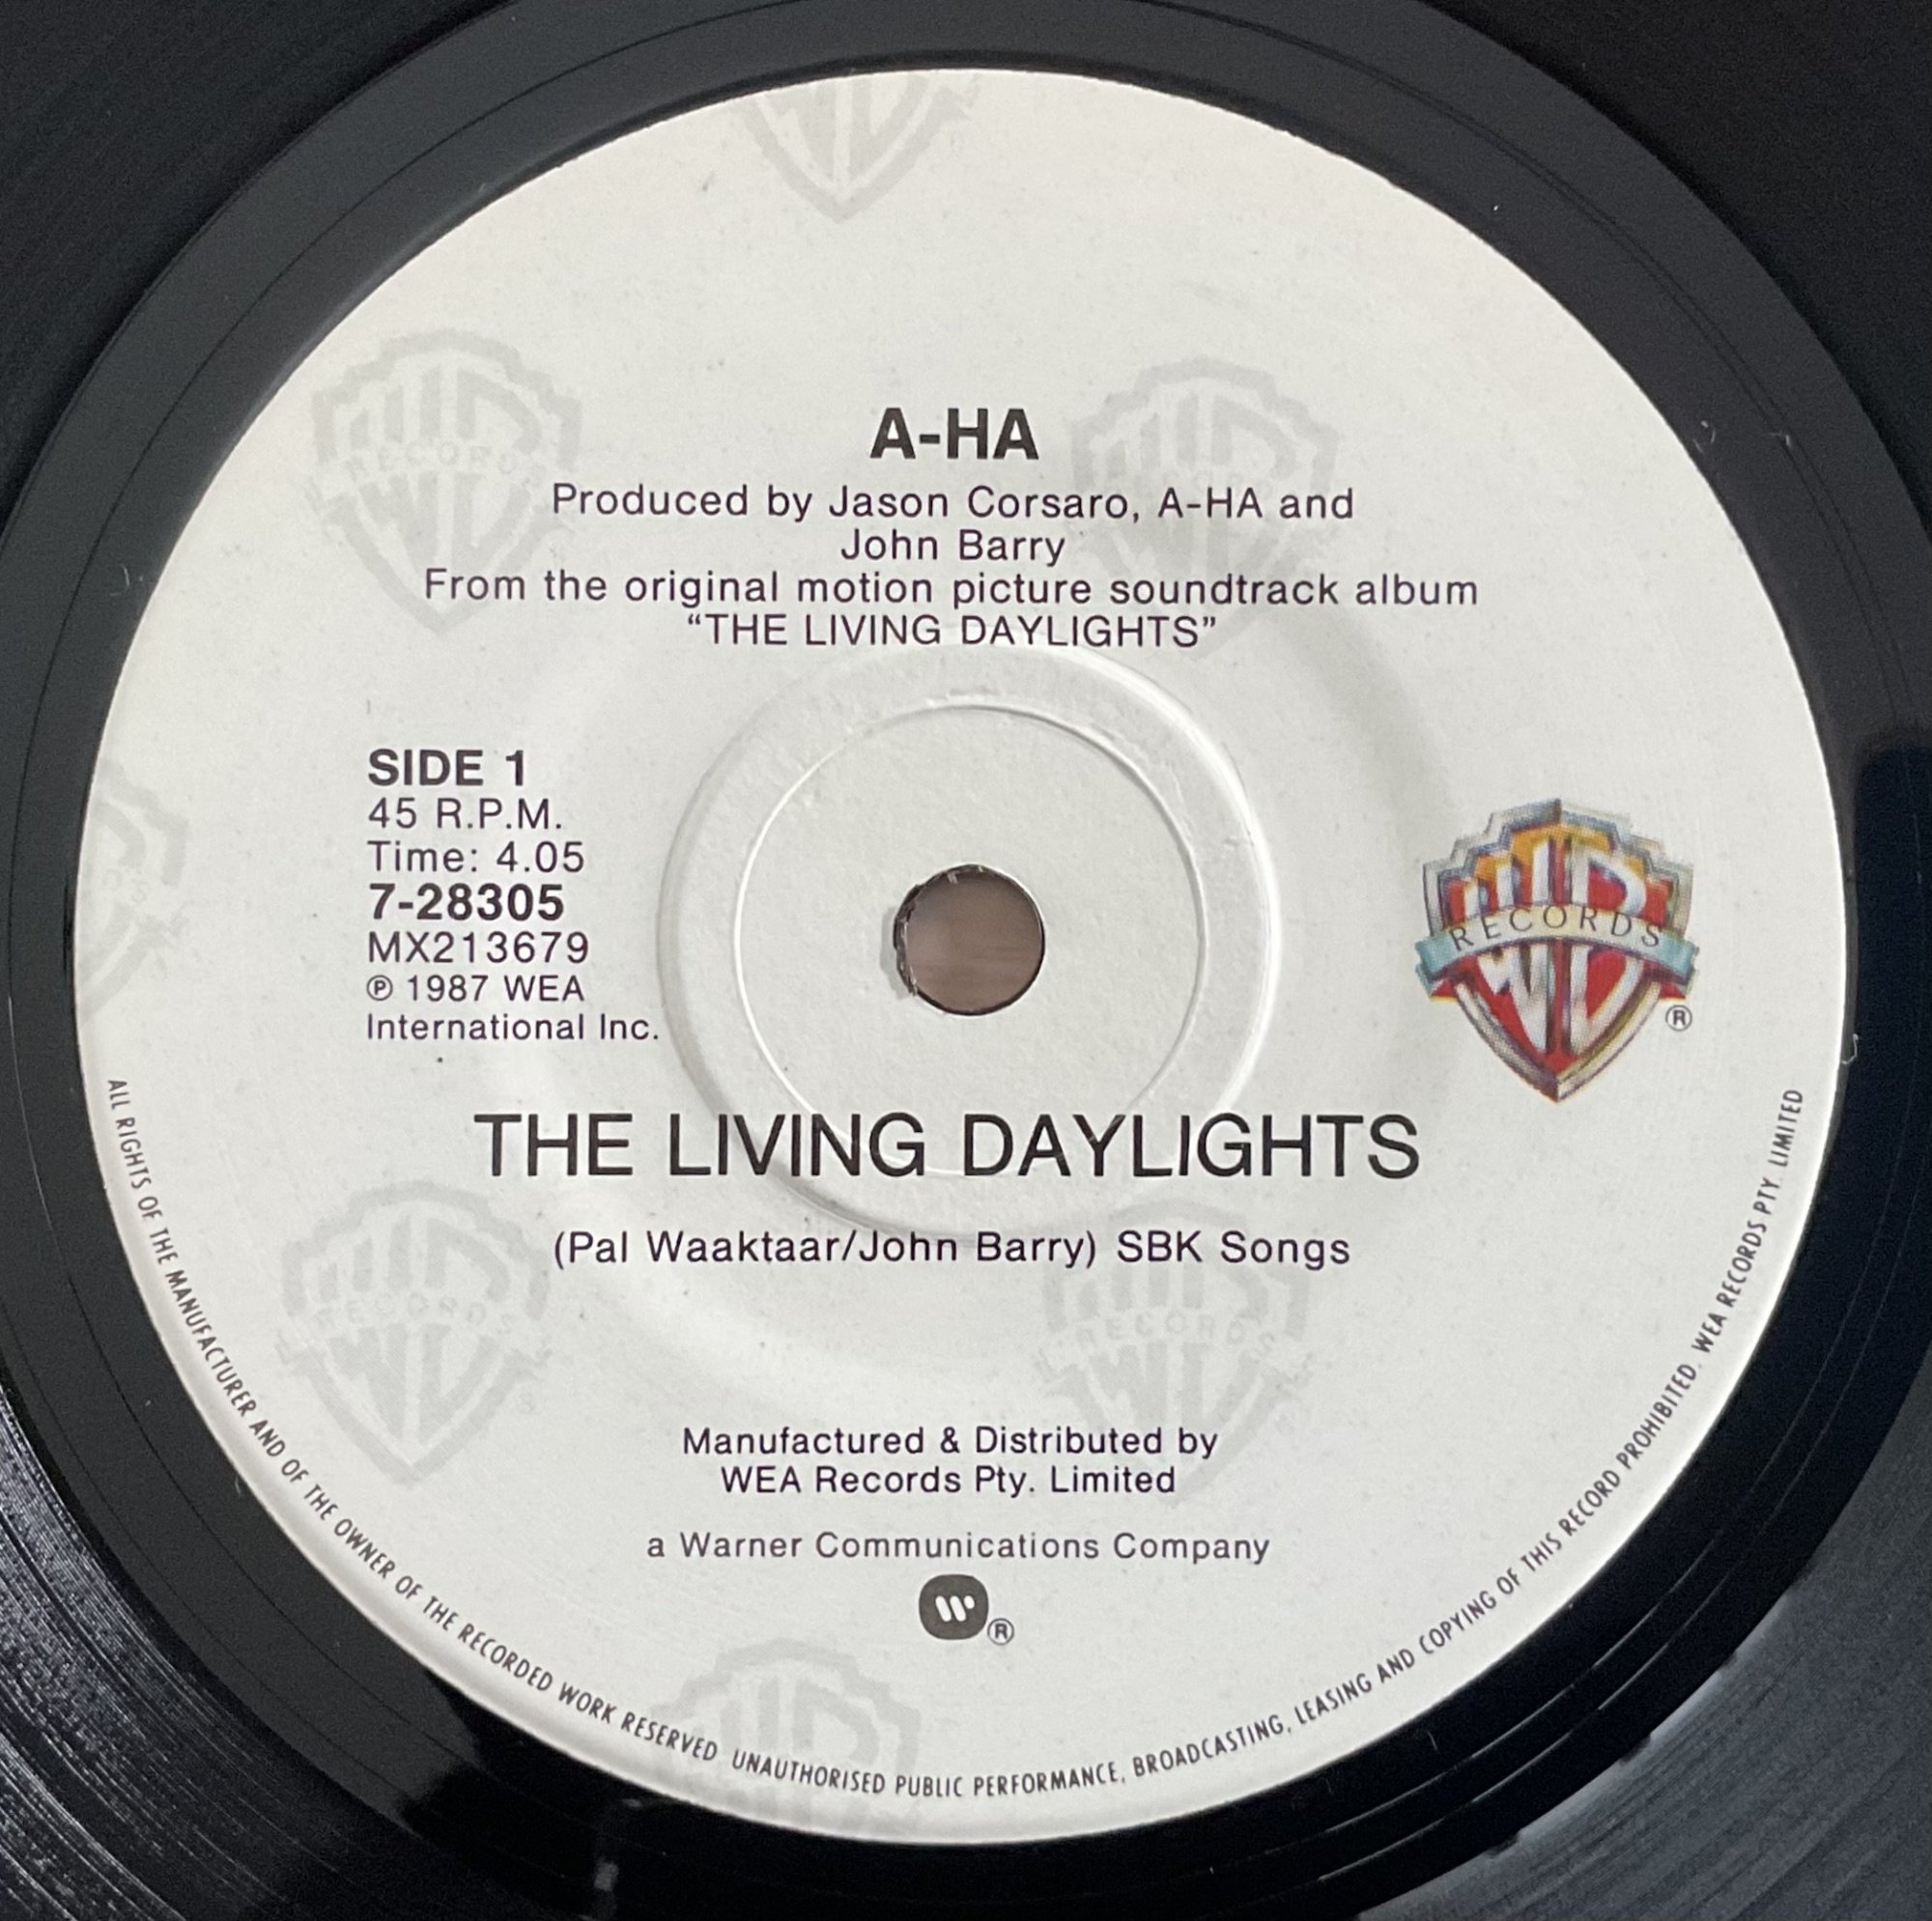 A-HA
Produced by Jason Corsaro, A-HA and
John Barry
From the original motion picture soundtrack album
“THE LIVING DAYLIGHTS”
SIDE 1
45 R.P.M.
Time: 4.05
7-28305
MX213679
℗ 1987 WEA
International Inc.
WB
RECORDS
®
THE LIVING DAYLIGHTS
(Pal Waaktaar/John Barry) SBK Songs
Manufactured & Distributed by
WEA Records Pty. Limited
a Warner Communications Company
®
ALL RIGHTS OF THE MANUFACTURER AND OF THE OWNER OF THE RECORDED WORK RESERVED UNAUTHORISED PUBLIC PERFORMANCE, BROADCASTING, LEASING AND COPYING OF THIS RECORD PROHIBITED. WEA RECORDS PTY. LIMITED
RECORDS
RECORDS
RECORDS